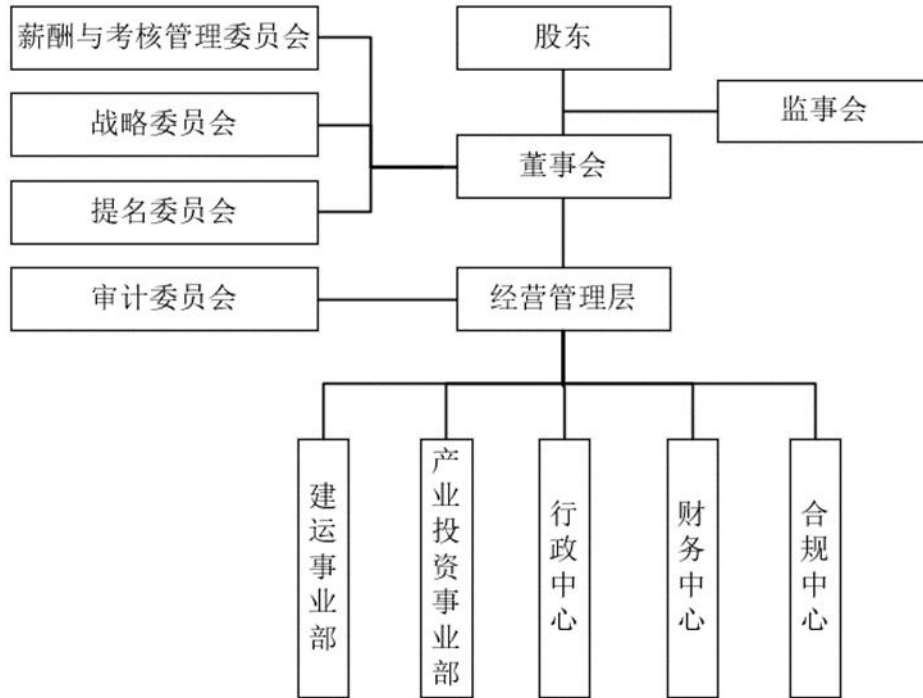 薪酬与考核管理委员会
股东
战略委员会
监事会
董事会
提名委员会
审计委员会
经营管理层
建运事业部
产业投资事业部
行政中心
财务中心
合规中心